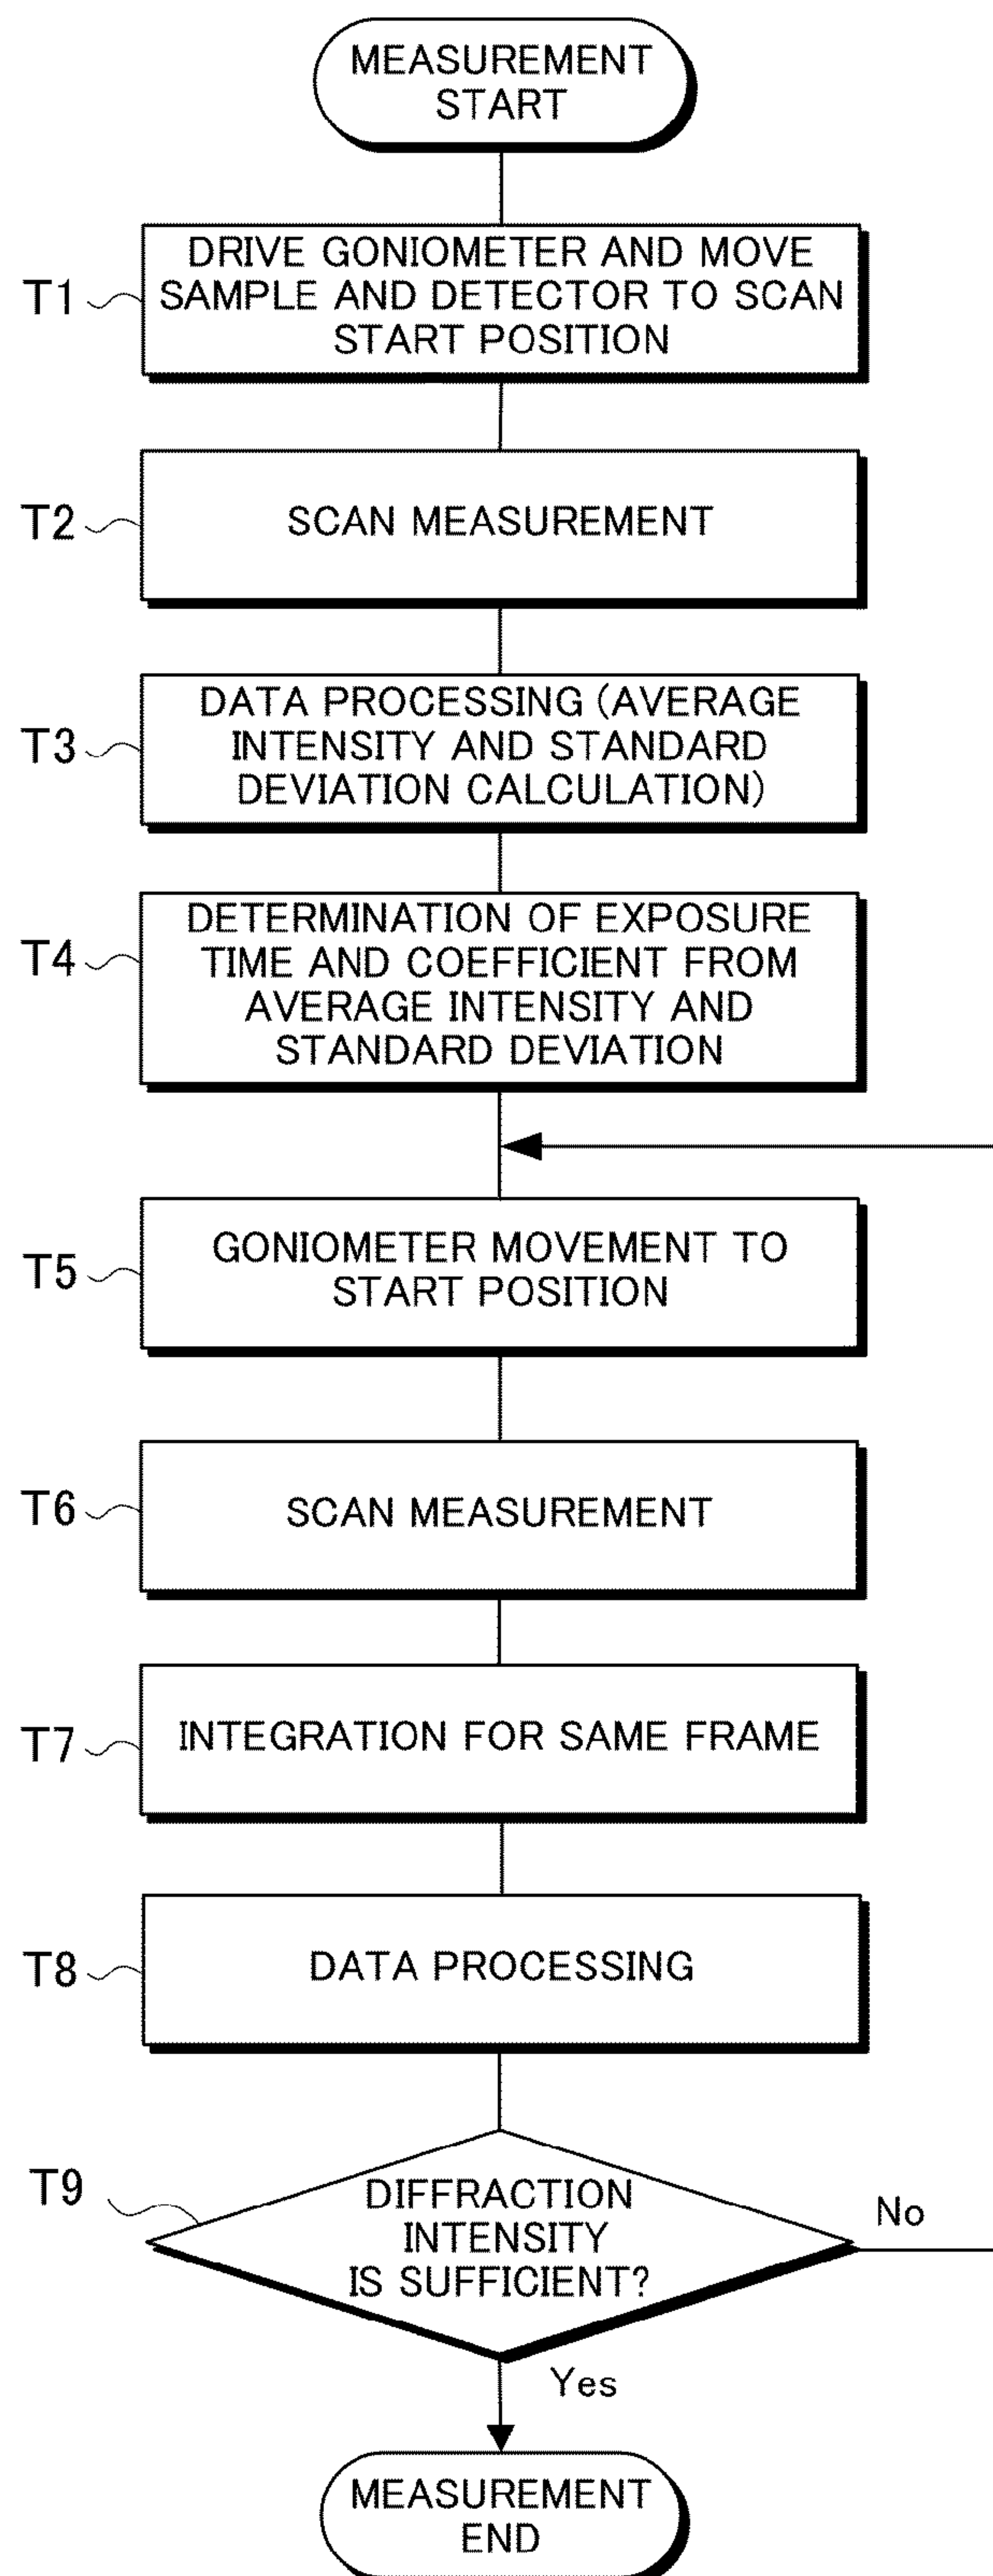 MEASUREMENT
START
T1
DRIVE GONIOMETER AND MOVE
SAMPLE AND DETECTOR TO SCAN
START POSITION
T2
SCAN MEASUREMENT
T3
DATA PROCESSING (AVERAGE
INTENSITY AND STANDARD
DEVIATION CALCULATION)
T4
DETERMINATION OF EXPOSURE
TIME AND COEFFICIENT FROM
AVERAGE INTENSITY AND
STANDARD DEVIATION
T5
GONIOMETER MOVEMENT TO
START POSITION
T6
SCAN MEASUREMENT
T7
INTEGRATION FOR SAME FRAME
T8
DATA PROCESSING
T9
DIFFRACTION
INTENSITY
IS SUFFICIENT?
No
Yes
MEASUREMENT
END